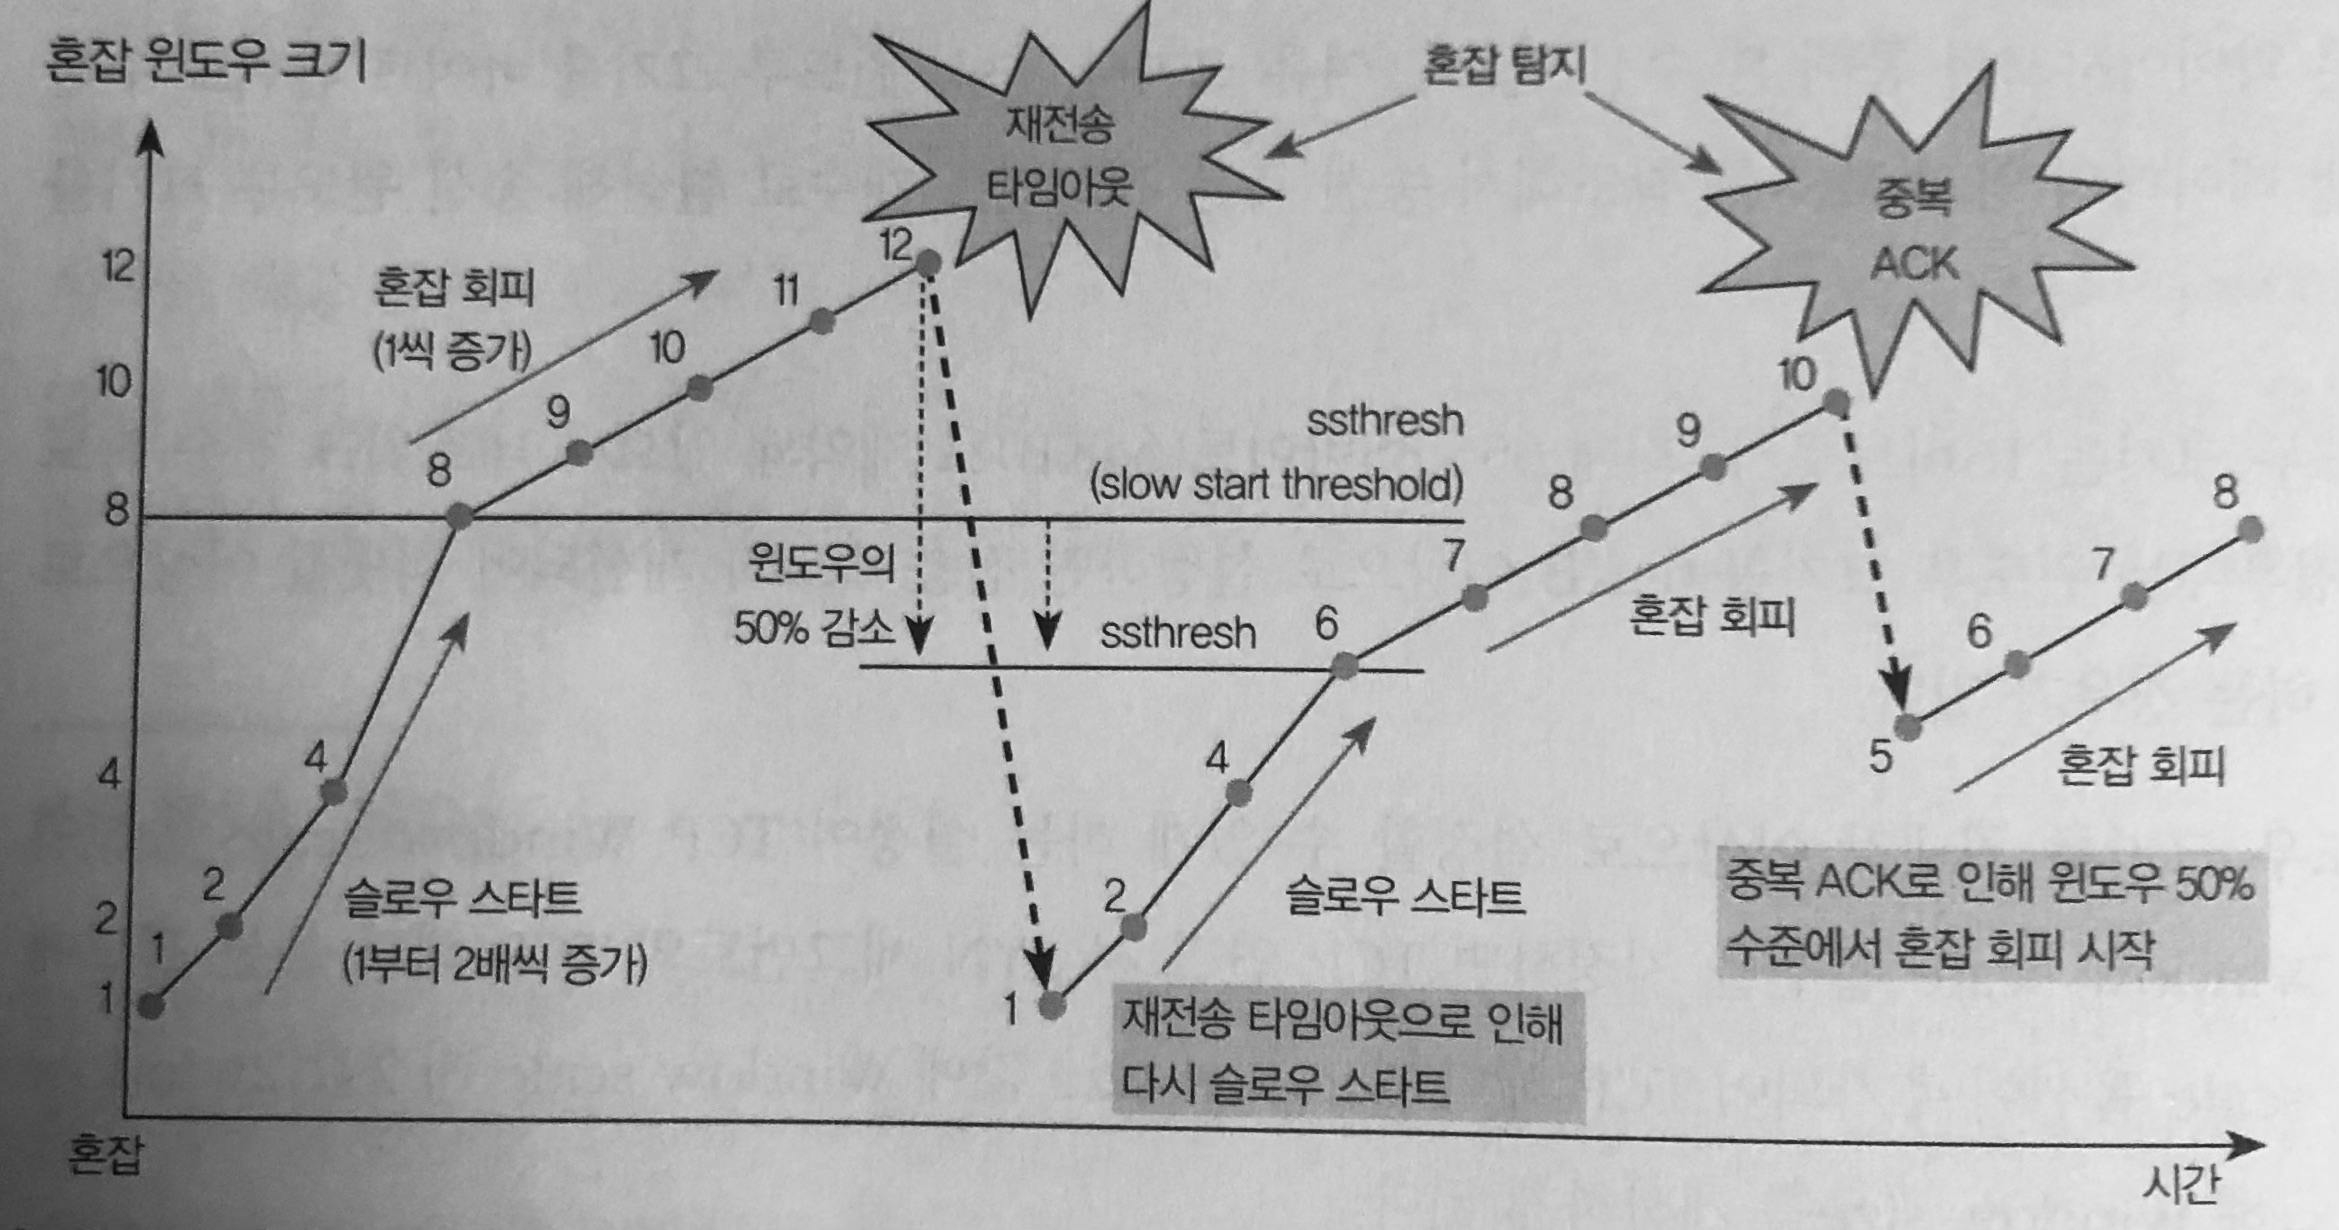 혼잡 윈도우 크기
혼잡 탐지
재전송
타임아웃
중복
ACK
12
10
8
4
2
1
혼잡 회피
(1씩 증가)
1
2
4
8
9
10
11
12
슬로우 스타트
(1부터 2배씩 증가)
ssthresh
(slow start threshold)
윈도우의
50% 감소
ssthresh
1
2
4
6
7
8
9
10
슬로우 스타트
혼잡 회피
재전송 타임아웃으로 인해
다시 슬로우 스타트
5
6
7
8
혼잡 회피
중복 ACK로 인해 윈도우 50%
수준에서 혼잡 회피 시작
혼잡
시간